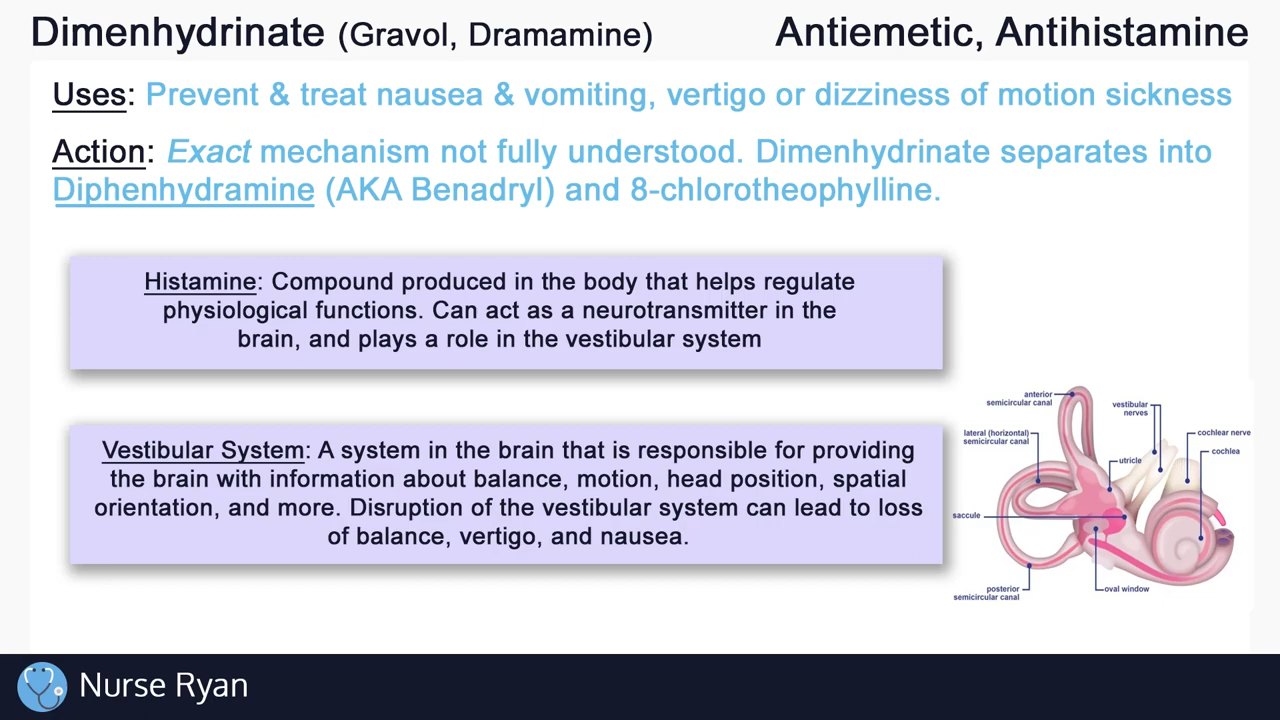 Dimenhydrinate (Gravol, Dramamine)
Antiemetic, Antihistamine
Uses: Prevent & treat nausea & vomiting, vertigo or dizziness of motion sickness
Action: Exact mechanism not fully understood. Dimenhydrinate separates into
Diphenhydramine (AKA Benadryl) and 8-chlorotheophylline.
Histamine: Compound produced in the body that helps regulate
physiological functions. Can act as a neurotransmitter in the
brain, and plays a role in the vestibular system
Vestibular System: A system in the brain that is responsible for providing
the brain with information about balance, motion, head position, spatial
orientation, and more. Disruption of the vestibular system can lead to loss
of balance, vertigo, and nausea.
anterior
semicircular canal
vestibular
nerves
lateral (horizontal)
semicircular canal
cochlear nerve
cochlea
utricle
saccule
posterior
semicircular canal
oval window
Nurse Ryan